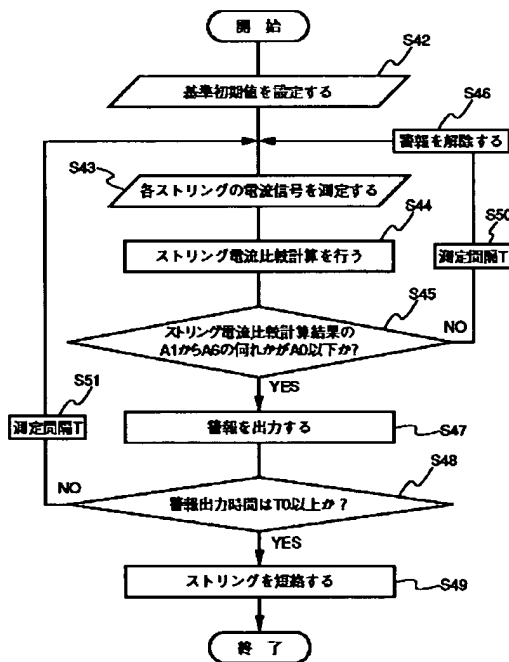 開始
S42
基準初期値を設定する
S46
警報を解除する
S43
各ストリングの電流信号を測定する
S44
S50
ストリング電流比較計算を行う
測定間隔T
S45
ストリング電流比較計算結果の
A1からA6の何れかがA0以下か?
NO
YES
S51
測定間隔T
警報を出力する
S47
S48
NO
警報出力時間はT0以上か?
YES
ストリングを短絡する
S49
終了